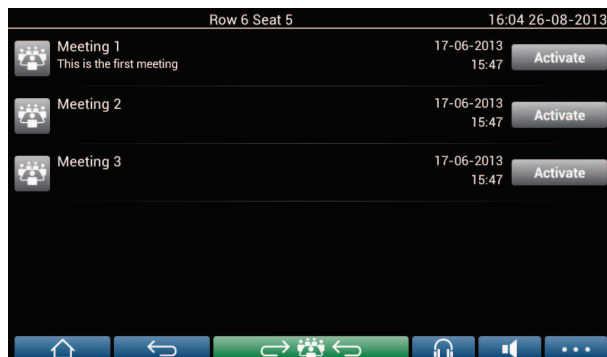 Row 6 Seat 5 16:04 26-08-2013
Meeting 1 17-06-2013
This is the first meeting 15:47 Activate
Meeting 2 17-06-2013
15:47 Activate
Meeting 3 17-06-2013
15:47 Activate